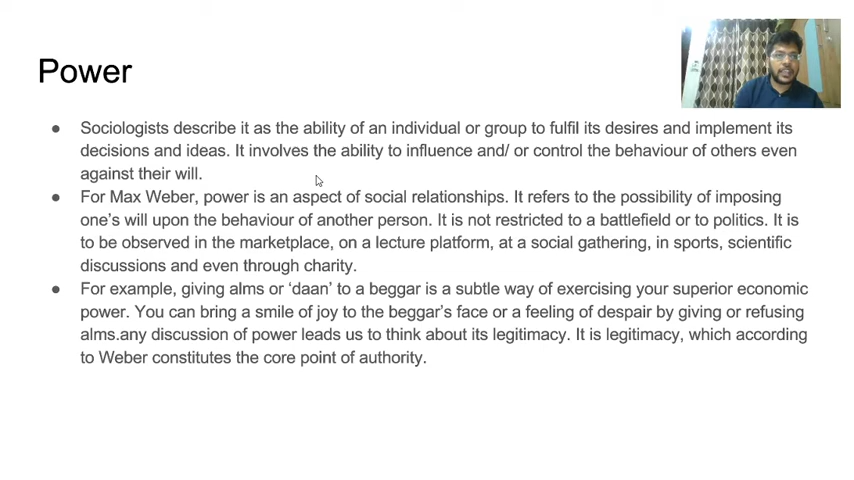 Power
● Sociologists describe it as the ability of an individual or group to fulfil its desires and implement its
decisions and ideas. It involves the ability to influence and/ or control the behaviour of others even
against their will.
● For Max Weber, power is an aspect of social relationships. It refers to the possibility of imposing
one's will upon the behaviour of another person. It is not restricted to a battlefield or to politics. It is
to be observed in the marketplace, on a lecture platform, at a social gathering, in sports, scientific
discussions and even through charity.
● For example, giving alms or 'daan' to a beggar is a subtle way of exercising your superior economic
power. You can bring a smile of joy to the beggar's face or a feeling of despair by giving or refusing
alms.any discussion of power leads us to think about its legitimacy. It is legitimacy, which according
to Weber constitutes the core point of authority.